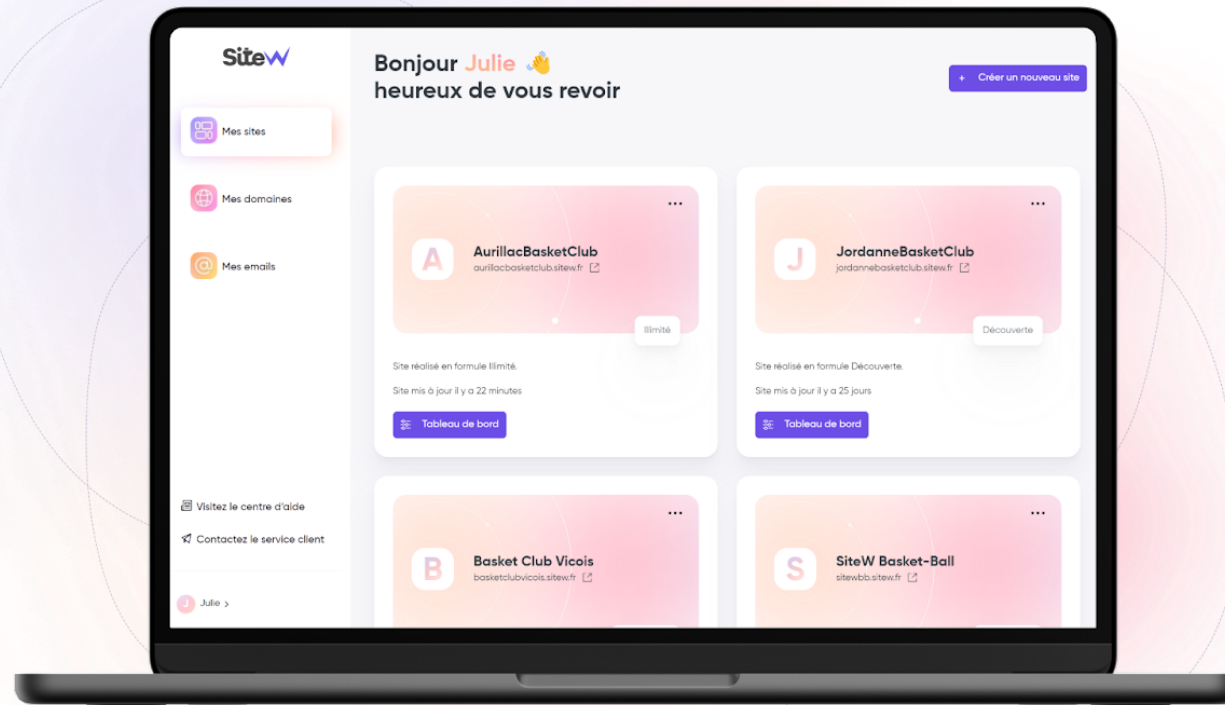 SiteW
Bonjour Julie 👋
heureux de vous revoir
+ Créer un nouveau site
Mes sites
Mes domaines
Mes emails
A
AurillacBasketClub
aurillacbasketclub.sitew.fr
Illimité
Site réalisé en formule Illimité.
Site mis à jour il y a 22 minutes
Tableau de bord
J
JordanneBasketClub
jordannebasketclub.sitew.fr
Découverte
Site réalisé en formule Découverte.
Site mis à jour il y a 25 jours
Tableau de bord
B
Basket Club Vicois
basketclubvicois.sitew.fr
S
SiteW Basket-Ball
sitewbb.sitew.fr
Visitez le centre d'aide
Contactez le service client
J
Julie >